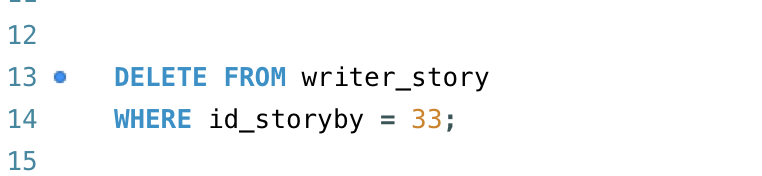 12
13 DELETE FROM writer_story
14 WHERE id_storyby = 33;
15